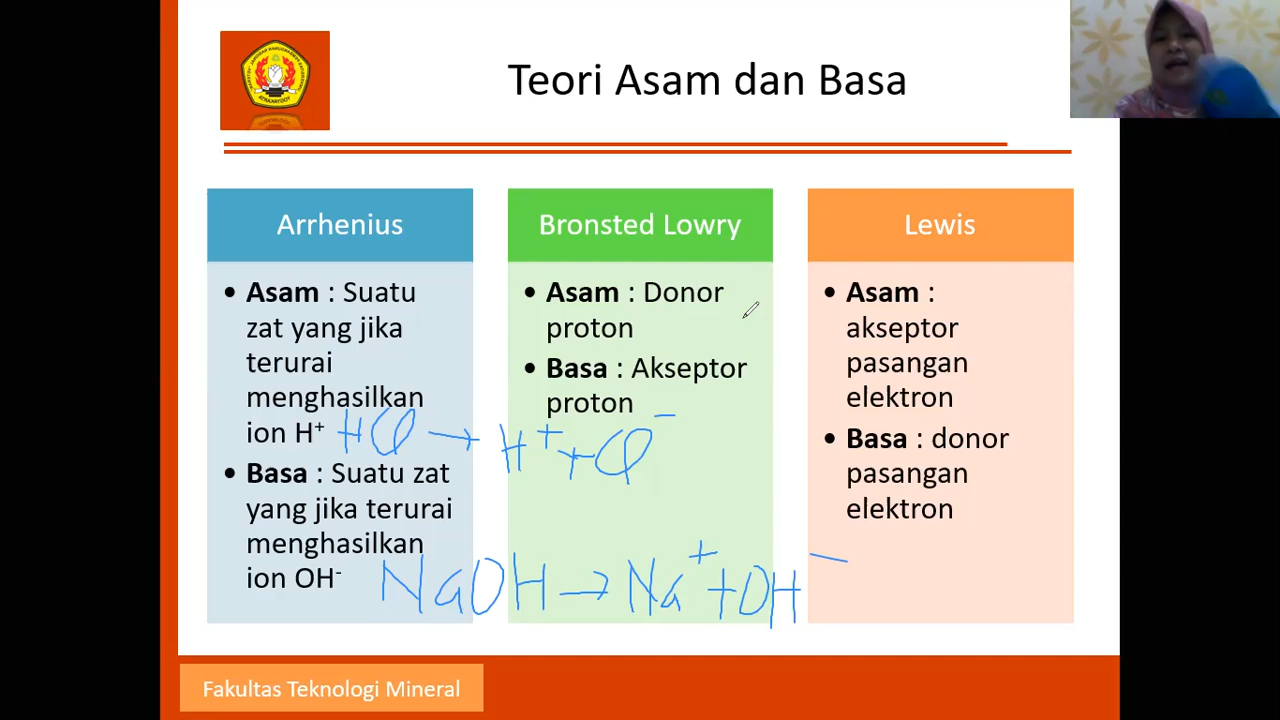 Teori Asam dan Basa
Arrhenius
• Asam : Suatu
zat yang jika
terurai
menghasilkan
ion H⁺
• Basa : Suatu zat
yang jika terurai
menghasilkan
ion OH⁻
HCl → H⁺ + Cl⁻
NaOH → Na⁺ + OH⁻
Bronsted Lowry
• Asam : Donor
proton
• Basa : Akseptor
proton
Lewis
• Asam :
akseptor
pasangan
elektron
• Basa : donor
pasangan
elektron
Fakultas Teknologi Mineral